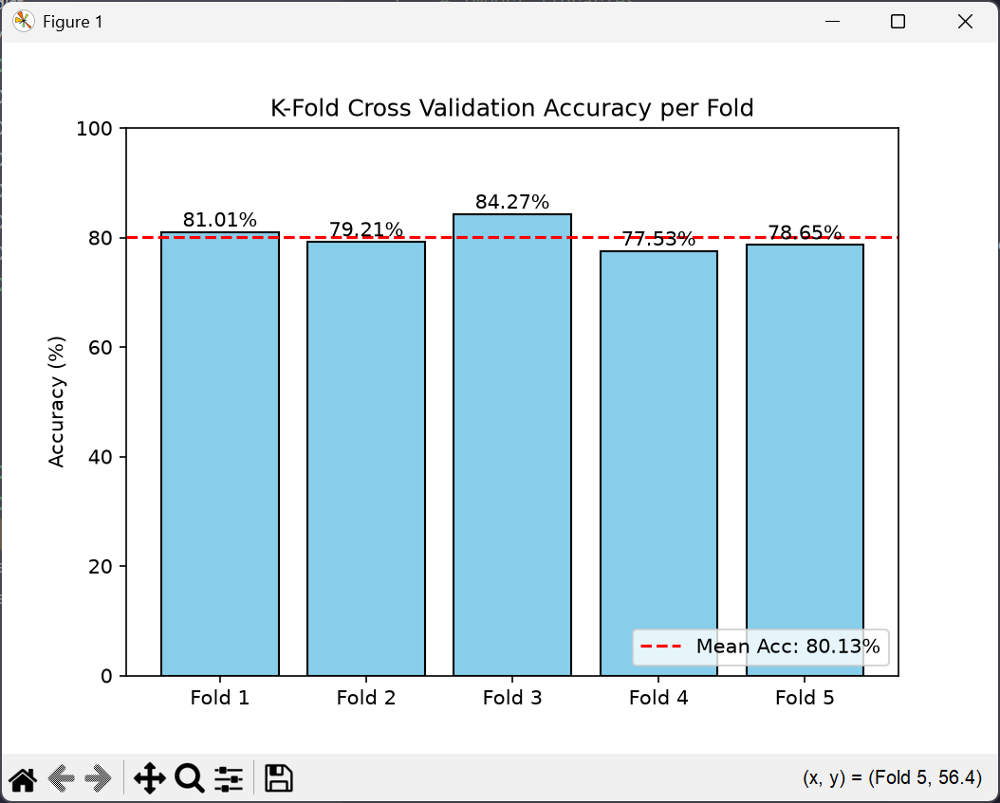 Figure 1
K-Fold Cross Validation Accuracy per Fold
100
80
60
40
20
0
Accuracy (%)
81.01%
79.21%
84.27%
77.53%
78.65%
Mean Acc: 80.13%
Fold 1
Fold 2
Fold 3
Fold 4
Fold 5
(x, y) = (Fold 5, 56.4)